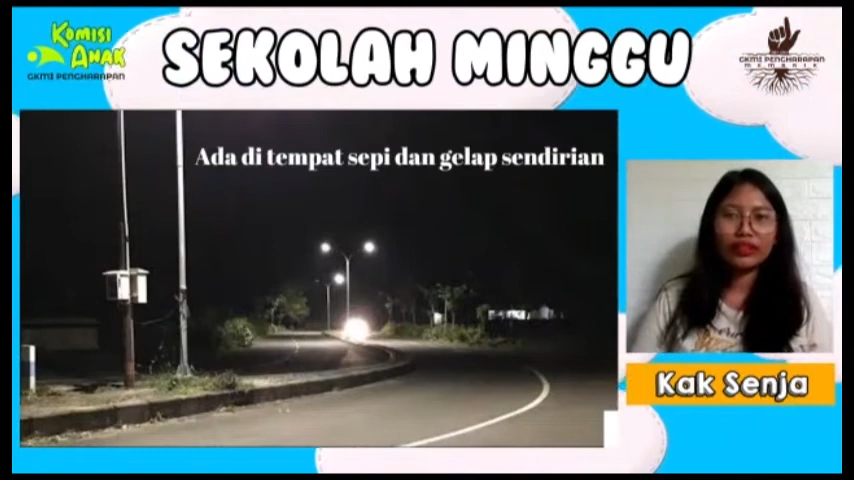 KOMISI
ANAK
GKMI PENGHARAPAN
SEKOLAH MINGGU
GKMI PENGHARAPAN
Ada di tempat sepi dan gelap sendirian
Kak Senja